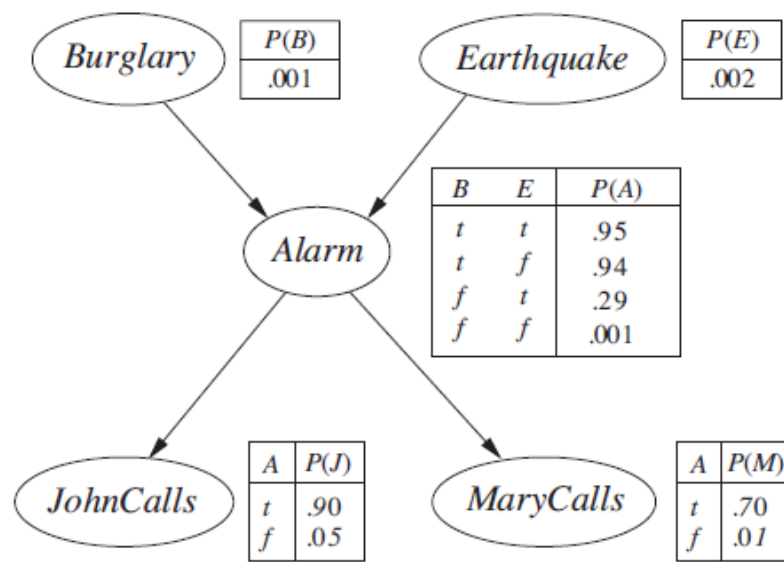 Burglary
P(B)
.001
Earthquake
P(E)
.002
Alarm
B E P(A)
t t .95
t f .94
f t .29
f f .001
JohnCalls
A P(J)
t .90
f .05
MaryCalls
A P(M)
t .70
f .01